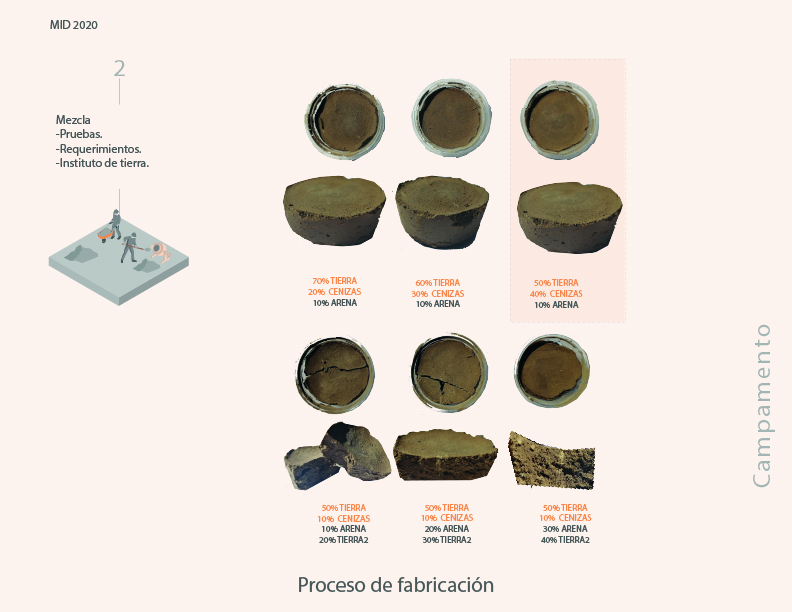 MID 2020
2
Mezcla
-Pruebas.
-Requerimientos.
-Instituto de tierra.
70% TIERRA
20% CENIZAS
10% ARENA
60% TIERRA
30% CENIZAS
10% ARENA
50% TIERRA
40% CENIZAS
10% ARENA
50% TIERRA
10% CENIZAS
10% ARENA
20% TIERRA2
50% TIERRA
10% CENIZAS
20% ARENA
30% TIERRA2
50% TIERRA
10% CENIZAS
30% ARENA
40% TIERRA2
Campamento
Proceso de fabricación